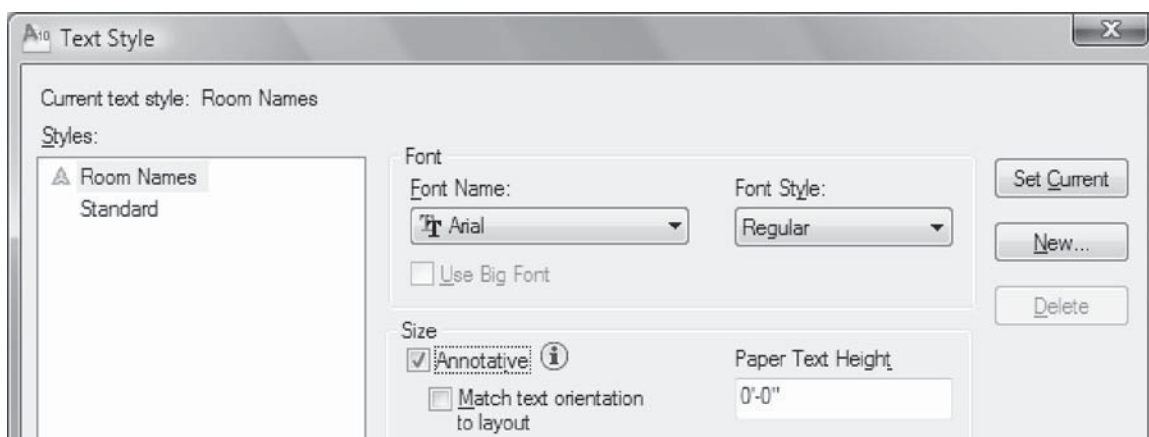 A10 Text Style
Current text style: Room Names
Styles:
Room Names
Standard
Font
Font Name:
Arial
Use Big Font
Font Style:
Regular
Size
Annotative
Match text orientation
to layout
Paper Text Height
0'-0"
Set Current
New...
Delete